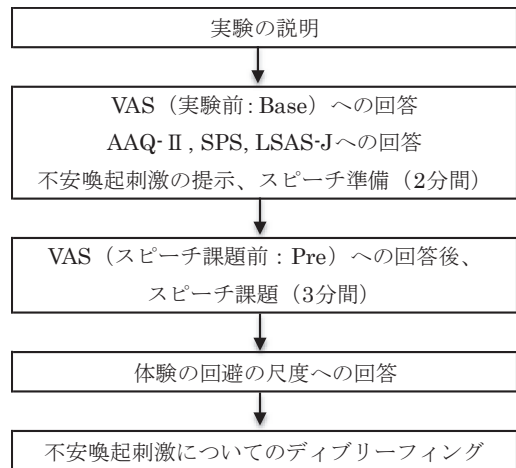 実験の説明
VAS（実験前：Base）への回答
AAQ-Ⅱ, SPS, LSAS-Jへの回答
不安喚起刺激の提示、スピーチ準備（2分間）
VAS（スピーチ課題前：Pre）への回答後、
スピーチ課題（3分間）
体験の回避の尺度への回答
不安喚起刺激についてのディブリーフィング